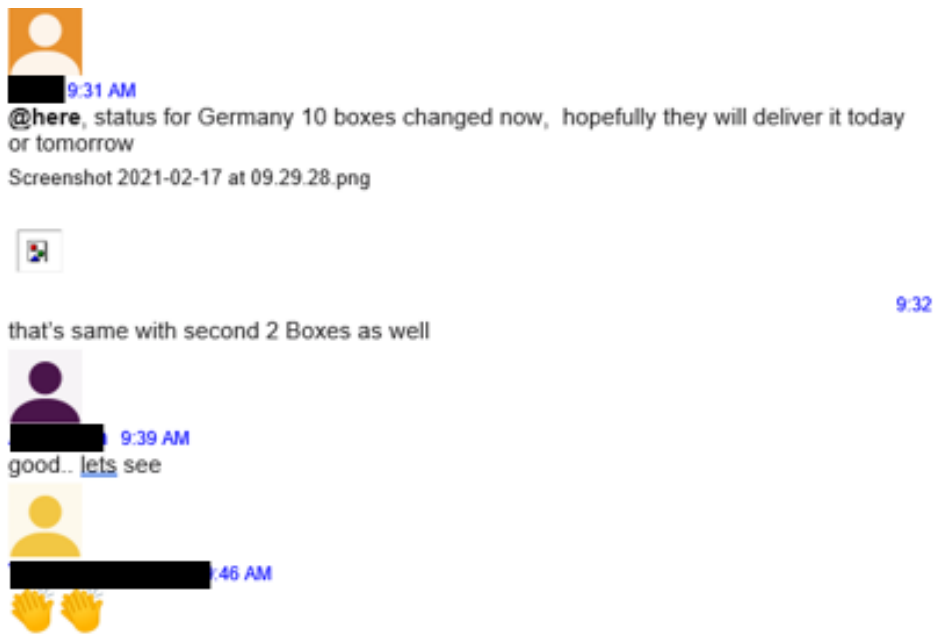 9:31 AM
@here, status for Germany 10 boxes changed now,  hopefully they will deliver it today
or tomorrow
Screenshot 2021-02-17 at 09.29.28.png
9:32
that's same with second 2 Boxes as well
9:39 AM
good.. lets see
:46 AM
👏👏